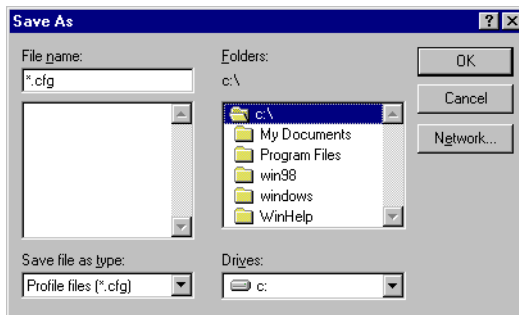 Save As
File name:
*.cfg
Folders:
c:\
c:\
My Documents
Program Files
win98
windows
WinHelp
OK
Cancel
Network...
Save file as type:
Profile files (*.cfg)
Drives:
c: